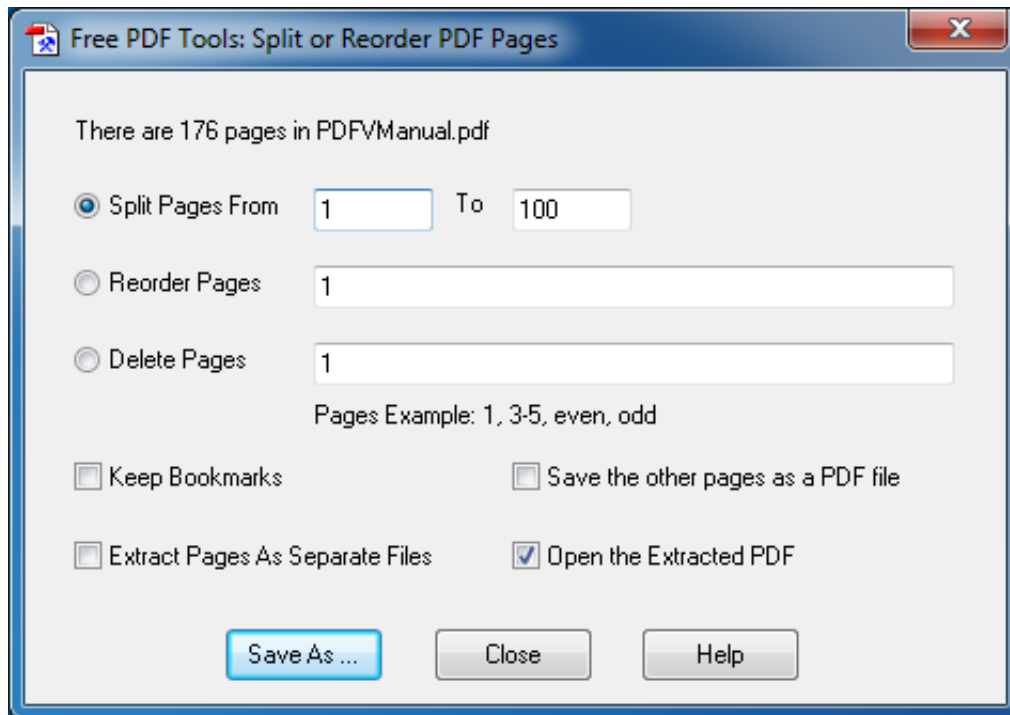 Free PDF Tools: Split or Reorder PDF Pages
X
There are 176 pages in PDFVManual.pdf
Split Pages From 1 To 100
Reorder Pages 1
Delete Pages 1
Pages Example: 1, 3-5, even, odd
Keep Bookmarks Save the other pages as a PDF file
Extract Pages As Separate Files Open the Extracted PDF
Save As ... Close Help